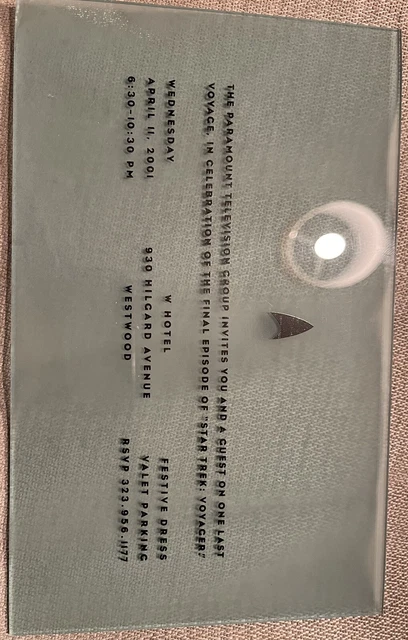 THE PARAMOUNT TELEVISION GROUP INVITES YOU AND A GUEST ON ONE LAST
VOYAGE, IN CELEBRATION OF THE FINAL EPISODE OF "STAR TREK: VOYAGER"
WEDNESDAY
APRIL 11, 2001
6:30-10:30 PM
W HOTEL
930 HILGARD AVENUE
WESTWOOD
FESTIVE DRESS
VALET PARKING
RSVP 323.956.1177